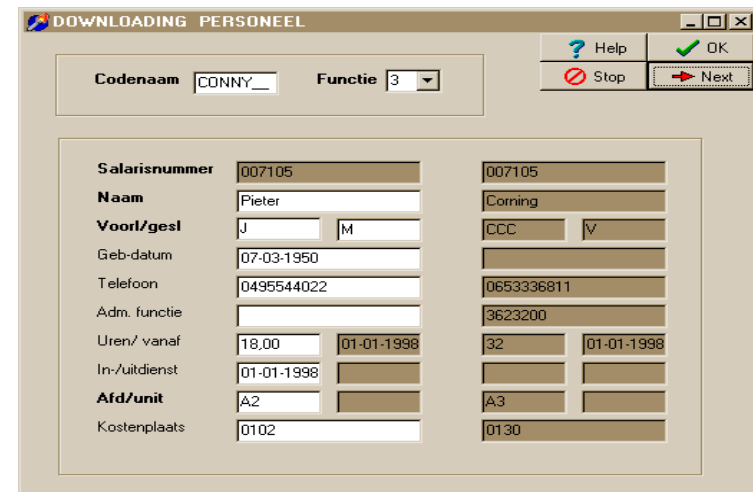 DOWNLOADING PERSONEEL
Help OK
Codenaam CONNY__ Functie 3 Stop Next
Salarisnummer 007105 007105
Naam Pieter Corning
Voorl/gesl J M CCC V
Geb-datum 07-03-1950
Telefoon 0495544022 0653336811
Adm. functie 3623200
Uren/ vanaf 18,00 01-01-1998 32 01-01-1998
In-/uitdienst 01-01-1998
Afd/unit A2 A3
Kostenplaats 0102 0130